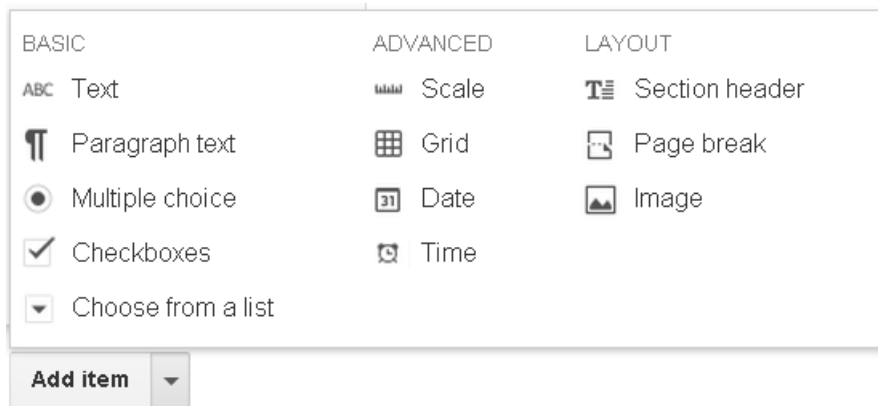 BASIC ADVANCED LAYOUT
ABC Text Scale Section header
Paragraph text Grid Page break
Multiple choice 31 Date Image
Checkboxes Time
Choose from a list
Add item